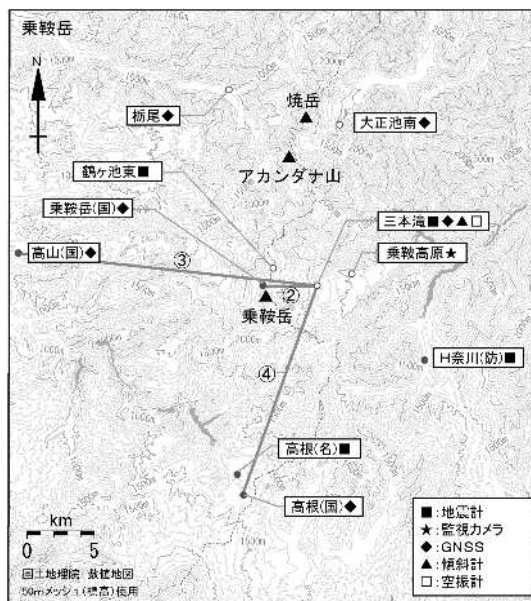 乗鞍岳
N
焼岳
栃尾◆
大正池南◆
アカンダナ山
鶴ヶ池東■
乗鞍岳(国)◆
三本滝■◆▲□
高山(国)◆
③
乗鞍高原★
②
乗鞍岳
H奈川(防)■
④
高根(名)■
高根(国)◆
km
0 5
国土地理院 数値地図
50mメッシュ(標高)使用
■:地震計
★:監視カメラ
◆:GNSS
▲:傾斜計
□:空振計
2000m
1500m